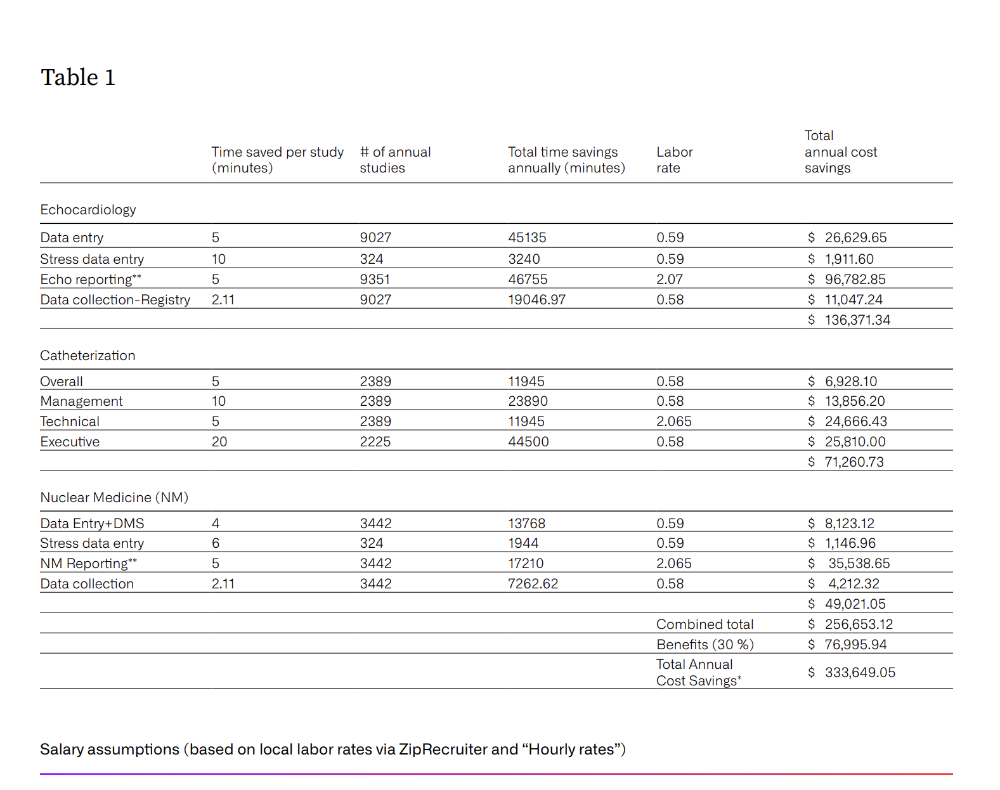 Table 1
Total
Time saved per study # of annual Total time savings Labor annual cost
(minutes) studies annually (minutes) rate savings
Echocardiology
Data entry 5 9027 45135 0.59 $ 26,629.65
Stress data entry 10 324 3240 0.59 $ 1,911.60
Echo reporting** 5 9351 46755 2.07 $ 96,782.85
Data collection-Registry 2.11 9027 19046.97 0.58 $ 11,047.24
$ 136,371.34
Catheterization
Overall 5 2389 11945 0.58 $ 6,928.10
Management 10 2389 23890 0.58 $ 13,856.20
Technical 5 2389 11945 2.065 $ 24,666.43
Executive 20 2225 44500 0.58 $ 25,810.00
$ 71,260.73
Nuclear Medicine (NM)
Data Entry+DMS 4 3442 13768 0.59 $ 8,123.12
Stress data entry 6 324 1944 0.59 $ 1,146.96
NM Reporting** 5 3442 17210 2.065 $ 35,538.65
Data collection 2.11 3442 7262.62 0.58 $ 4,212.32
$ 49,021.05
Combined total $ 256,653.12
Benefits (30 %) $ 76,995.94
Total Annual
Cost Savings* $ 333,649.05
Salary assumptions (based on local labor rates via ZipRecruiter and “Hourly rates”)